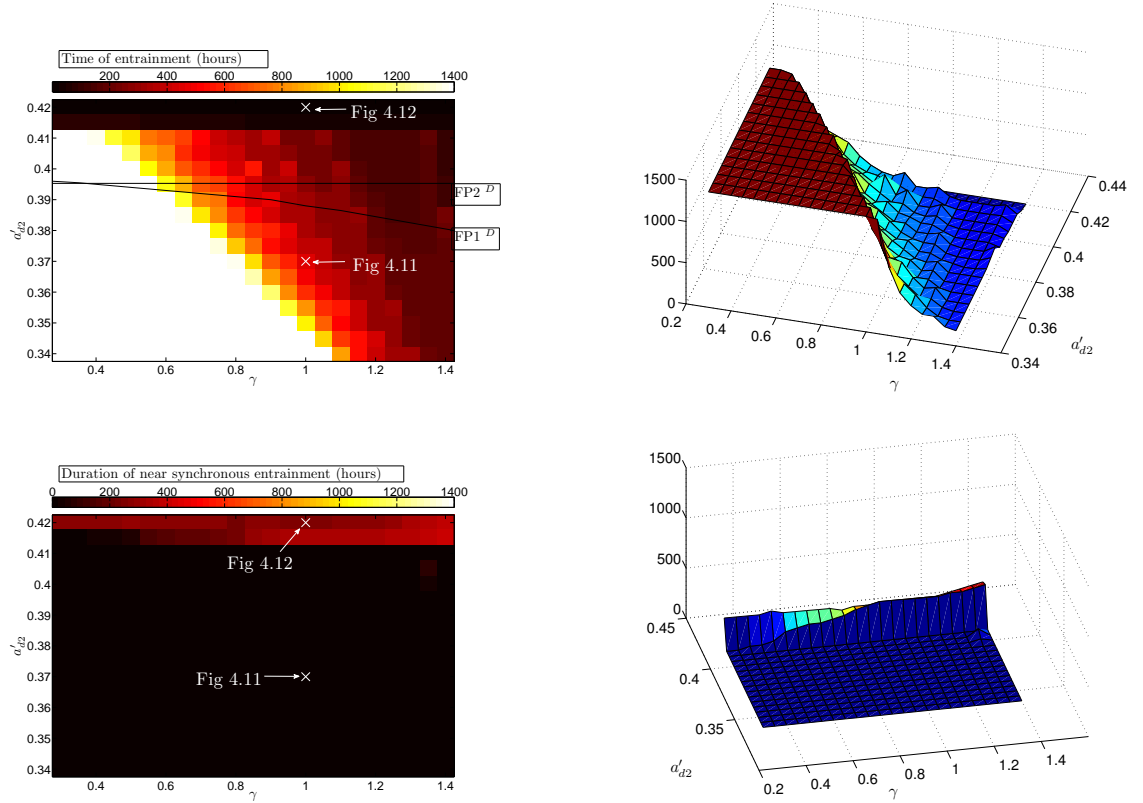 Time of entrainment (hours)
200 400 600 800 1000 1200 1400
0.42
0.41
0.4
0.39
0.38
0.37
0.36
0.35
0.34
a′d2
Fig 4.12
FP2 D
FP1 D
Fig 4.11
0.4 0.6 0.8 1 1.2 1.4
γ
1500
1000
500
0
0.2 0.4 0.6 0.8 1 1.2 1.4
γ
0.44
0.42
0.4
0.38
0.36
0.34
a′d2
Duration of near synchronous entrainment (hours)
0 200 400 600 800 1000 1200 1400
0.42
0.41
0.4
0.39
0.38
0.37
0.36
0.35
0.34
a′d2
Fig 4.12
Fig 4.11
0.4 0.6 0.8 1 1.2 1.4
γ
1500
1000
500
0
0.45
0.4
0.35
a′d2
0.2 0.4 0.6 0.8 1 1.2 1.4
γ